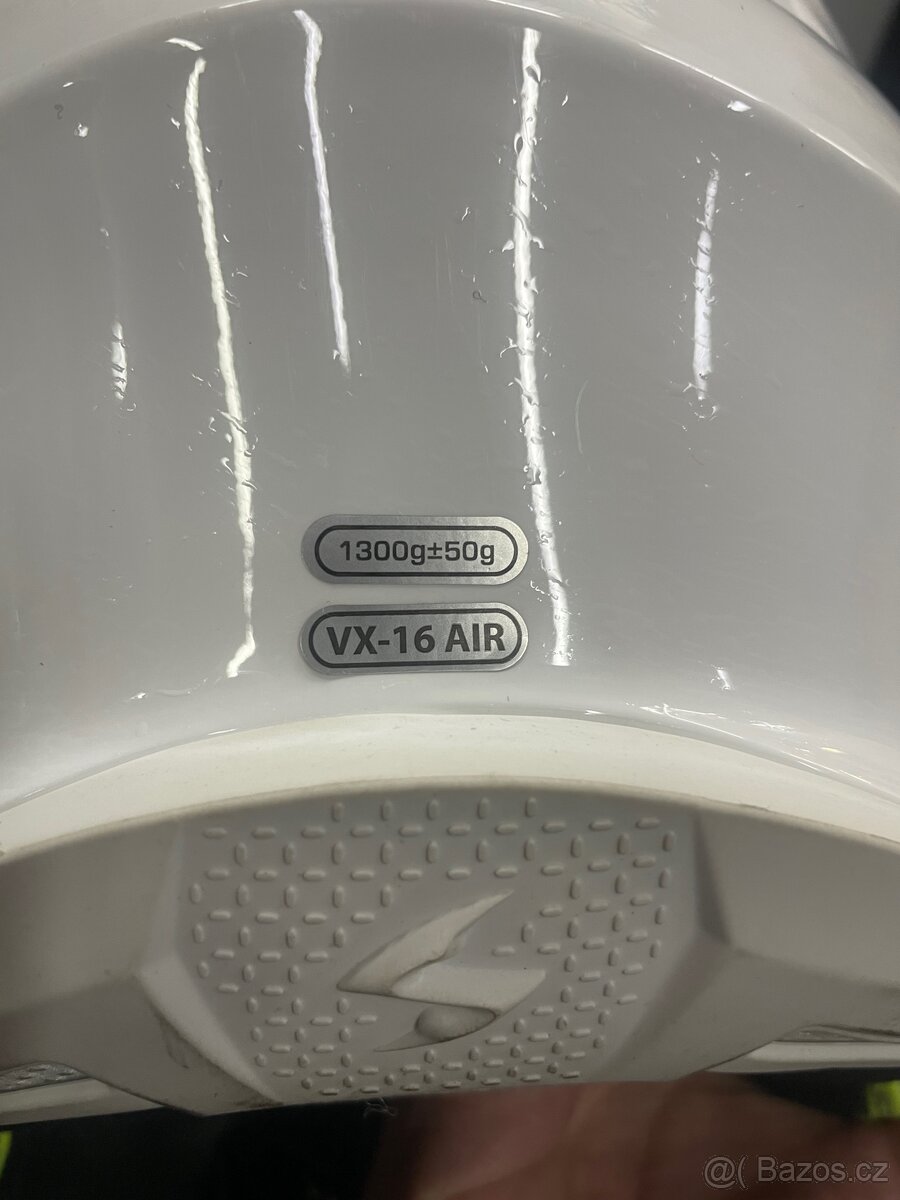 1300g±50g
VX-16 AIR
@( Bazos.cz